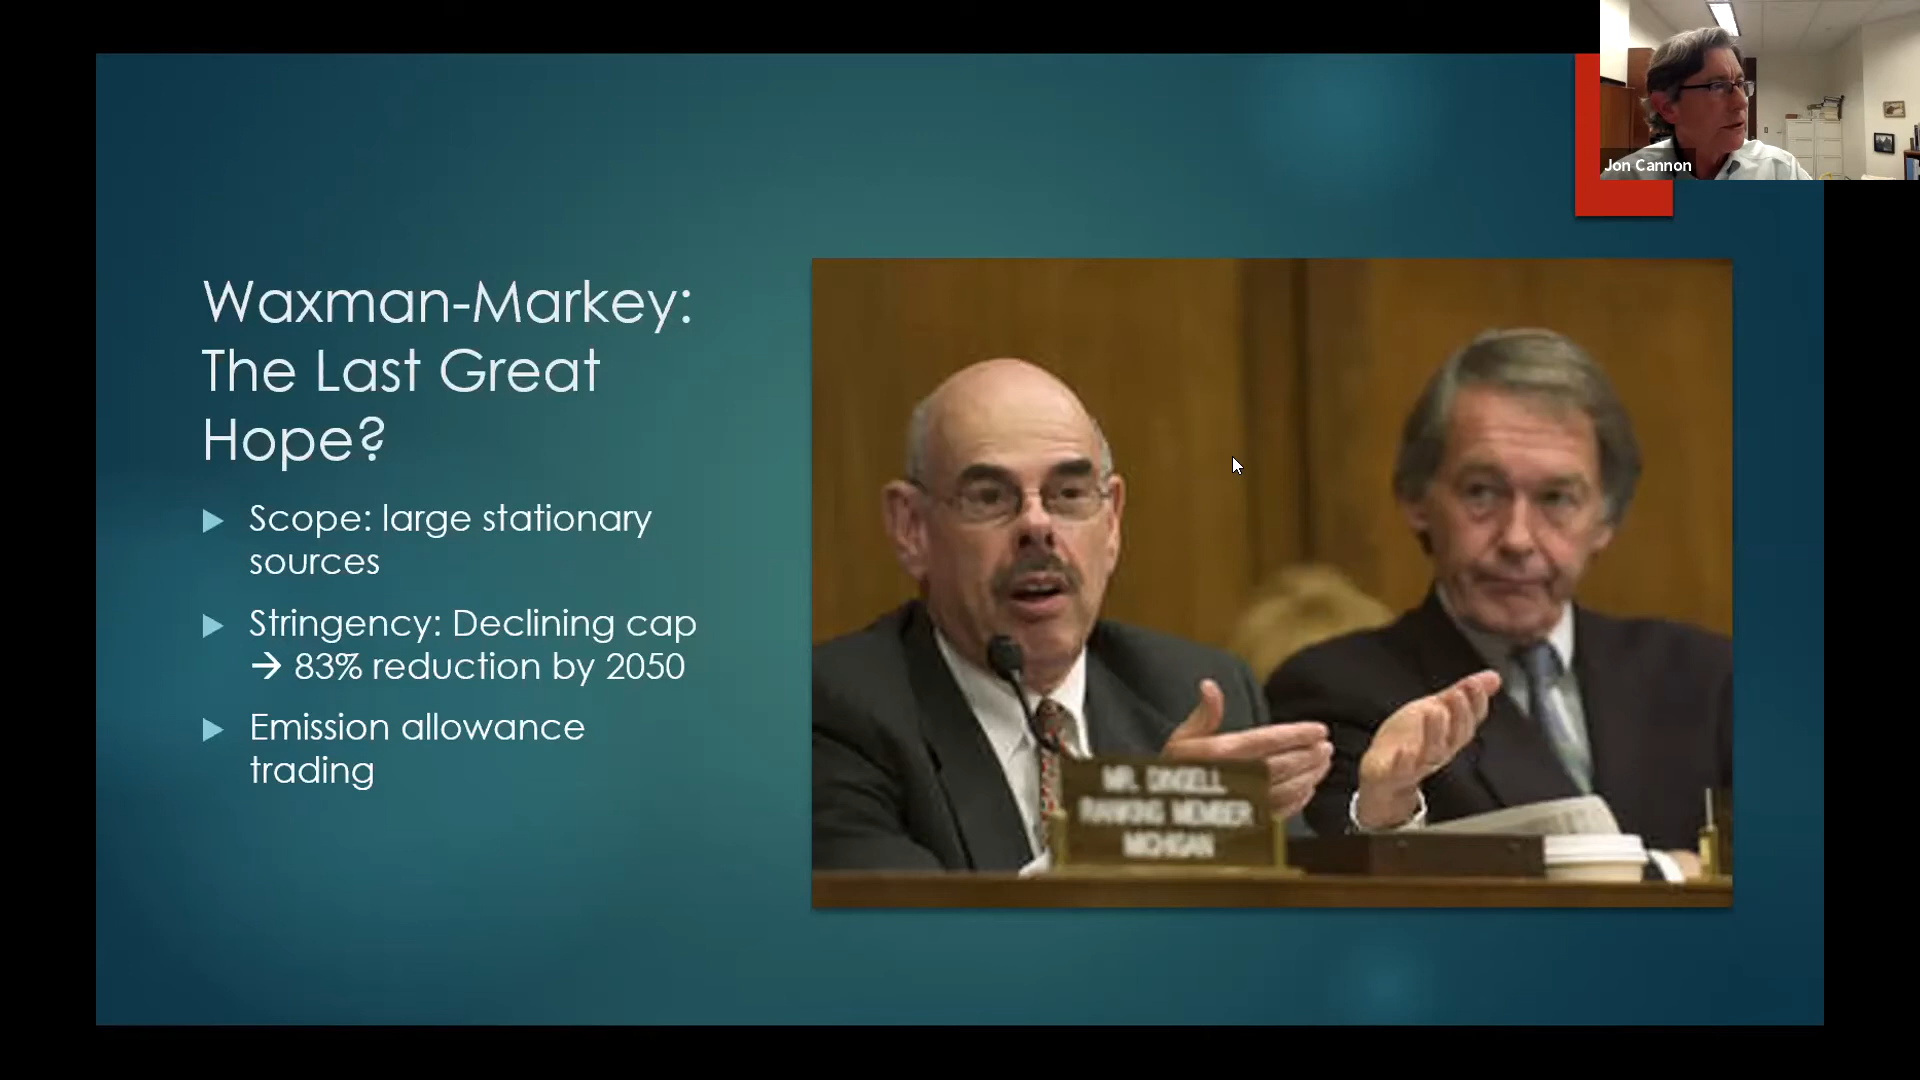 Jon Cannon
Waxman-Markey:
The Last Great
Hope?
Scope: large stationary
sources
Stringency: Declining cap
→ 83% reduction by 2050
Emission allowance
trading
MR. DINGELL
RANKING MEMBER
MICHIGAN